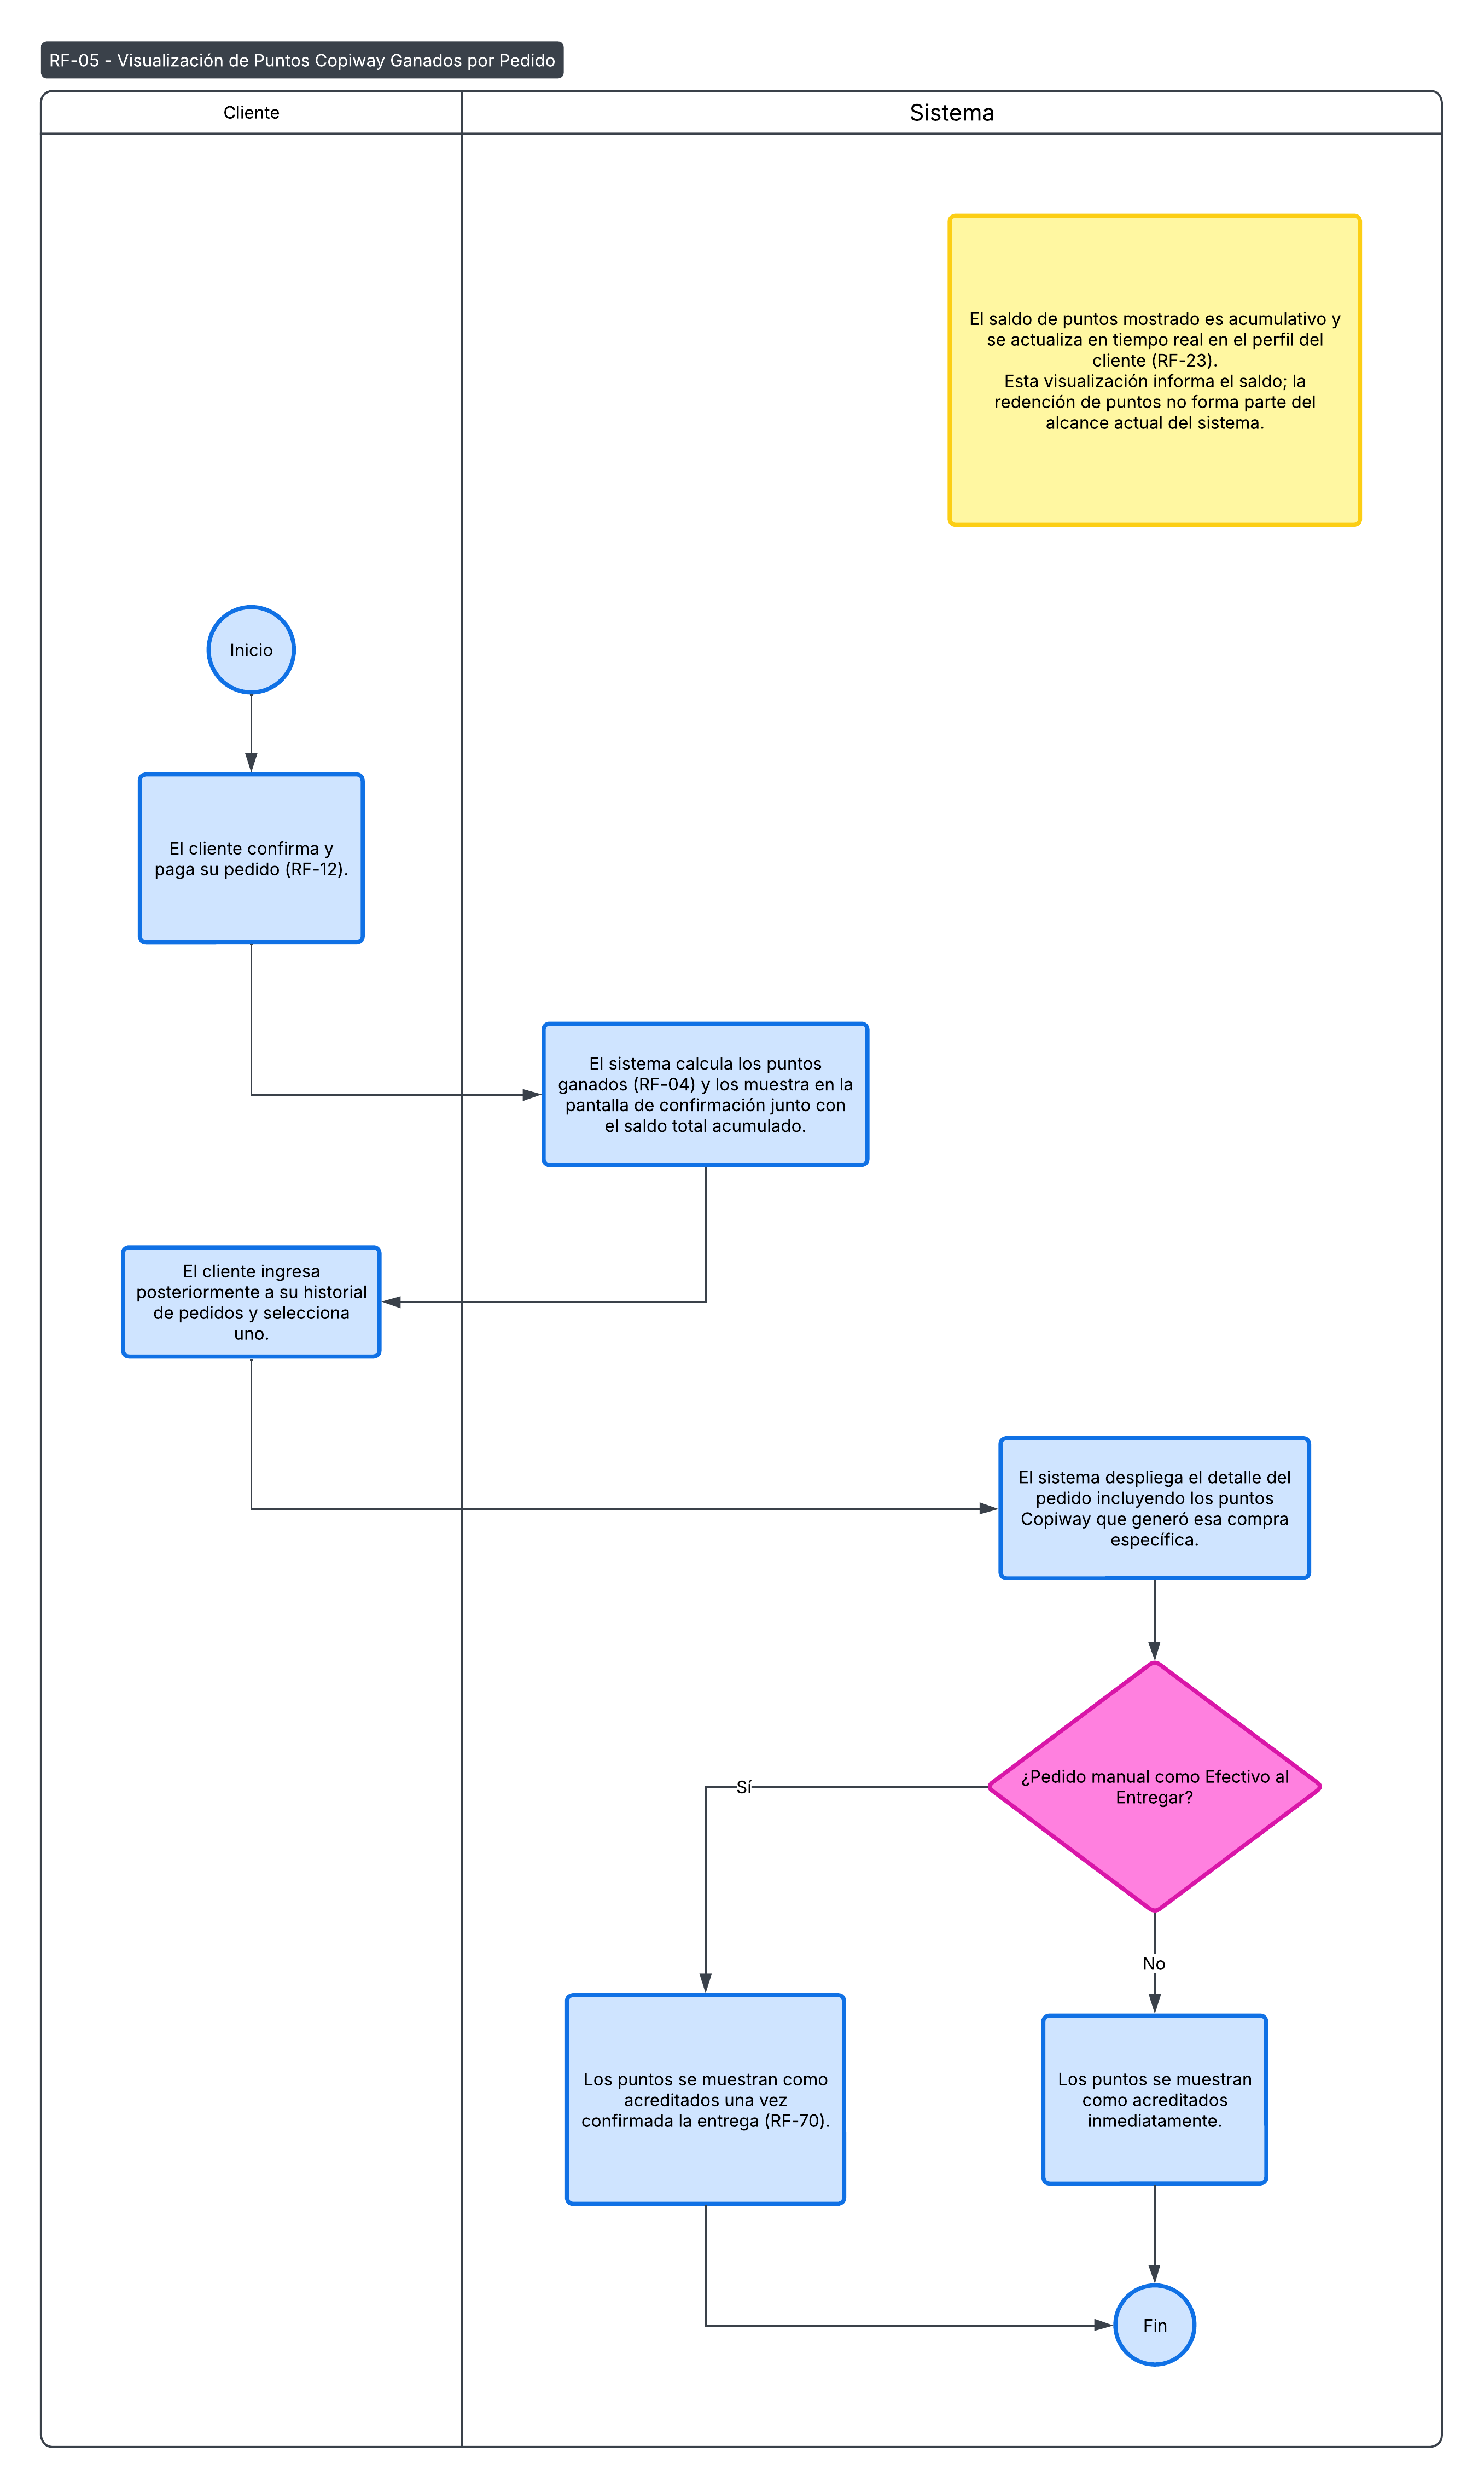 RF-05 - Visualización de Puntos Copiway Ganados por Pedido
Cliente
Sistema
El saldo de puntos mostrado es acumulativo y
se actualiza en tiempo real en el perfil del
cliente (RF-23).
Esta visualización informa el saldo; la
redención de puntos no forma parte del
alcance actual del sistema.
Inicio
El cliente confirma y
paga su pedido (RF-12).
El sistema calcula los puntos
ganados (RF-04) y los muestra en la
pantalla de confirmación junto con
el saldo total acumulado.
El cliente ingresa
posteriormente a su historial
de pedidos y selecciona
uno.
El sistema despliega el detalle del
pedido incluyendo los puntos
Copiway que generó esa compra
específica.
¿Pedido manual como Efectivo al
Entregar?
Sí
No
Los puntos se muestran como
acreditados una vez
confirmada la entrega (RF-70).
Los puntos se muestran
como acreditados
inmediatamente.
Fin